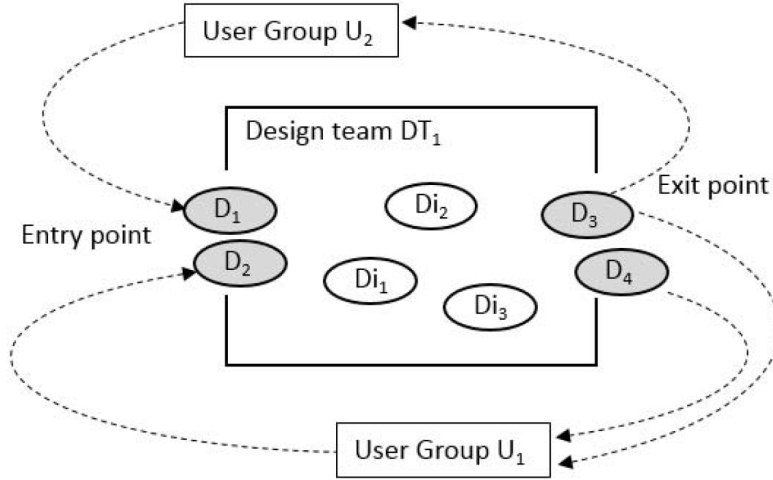 User Group U₂
Design team DT₁
D₁
Di₂
D₃
Exit point
Entry point
D₂
Di₁
D₄
Di₃
User Group U₁